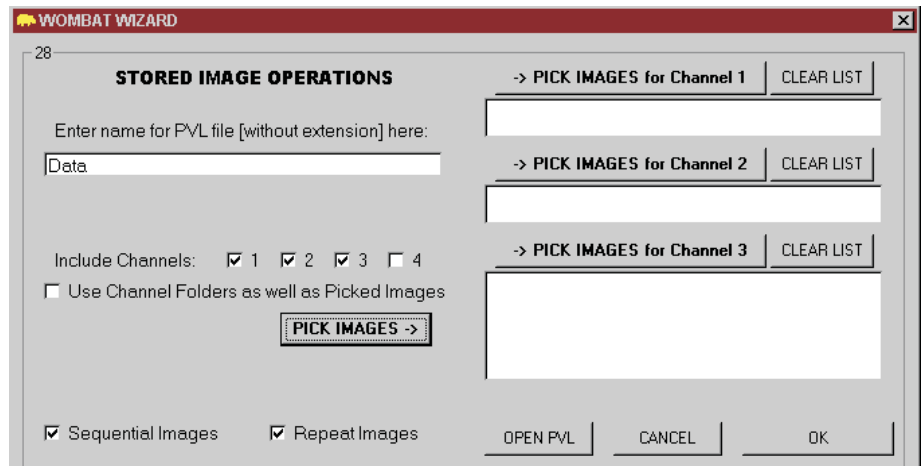 WOMBAT WIZARD
28
STORED IMAGE OPERATIONS
Enter name for PVL file [without extension] here:
Data
Include Channels: 1 2 3 4
Use Channel Folders as well as Picked Images
PICK IMAGES ->
Sequential Images Repeat Images
-> PICK IMAGES for Channel 1 CLEAR LIST
-> PICK IMAGES for Channel 2 CLEAR LIST
-> PICK IMAGES for Channel 3 CLEAR LIST
OPEN PVL CANCEL OK